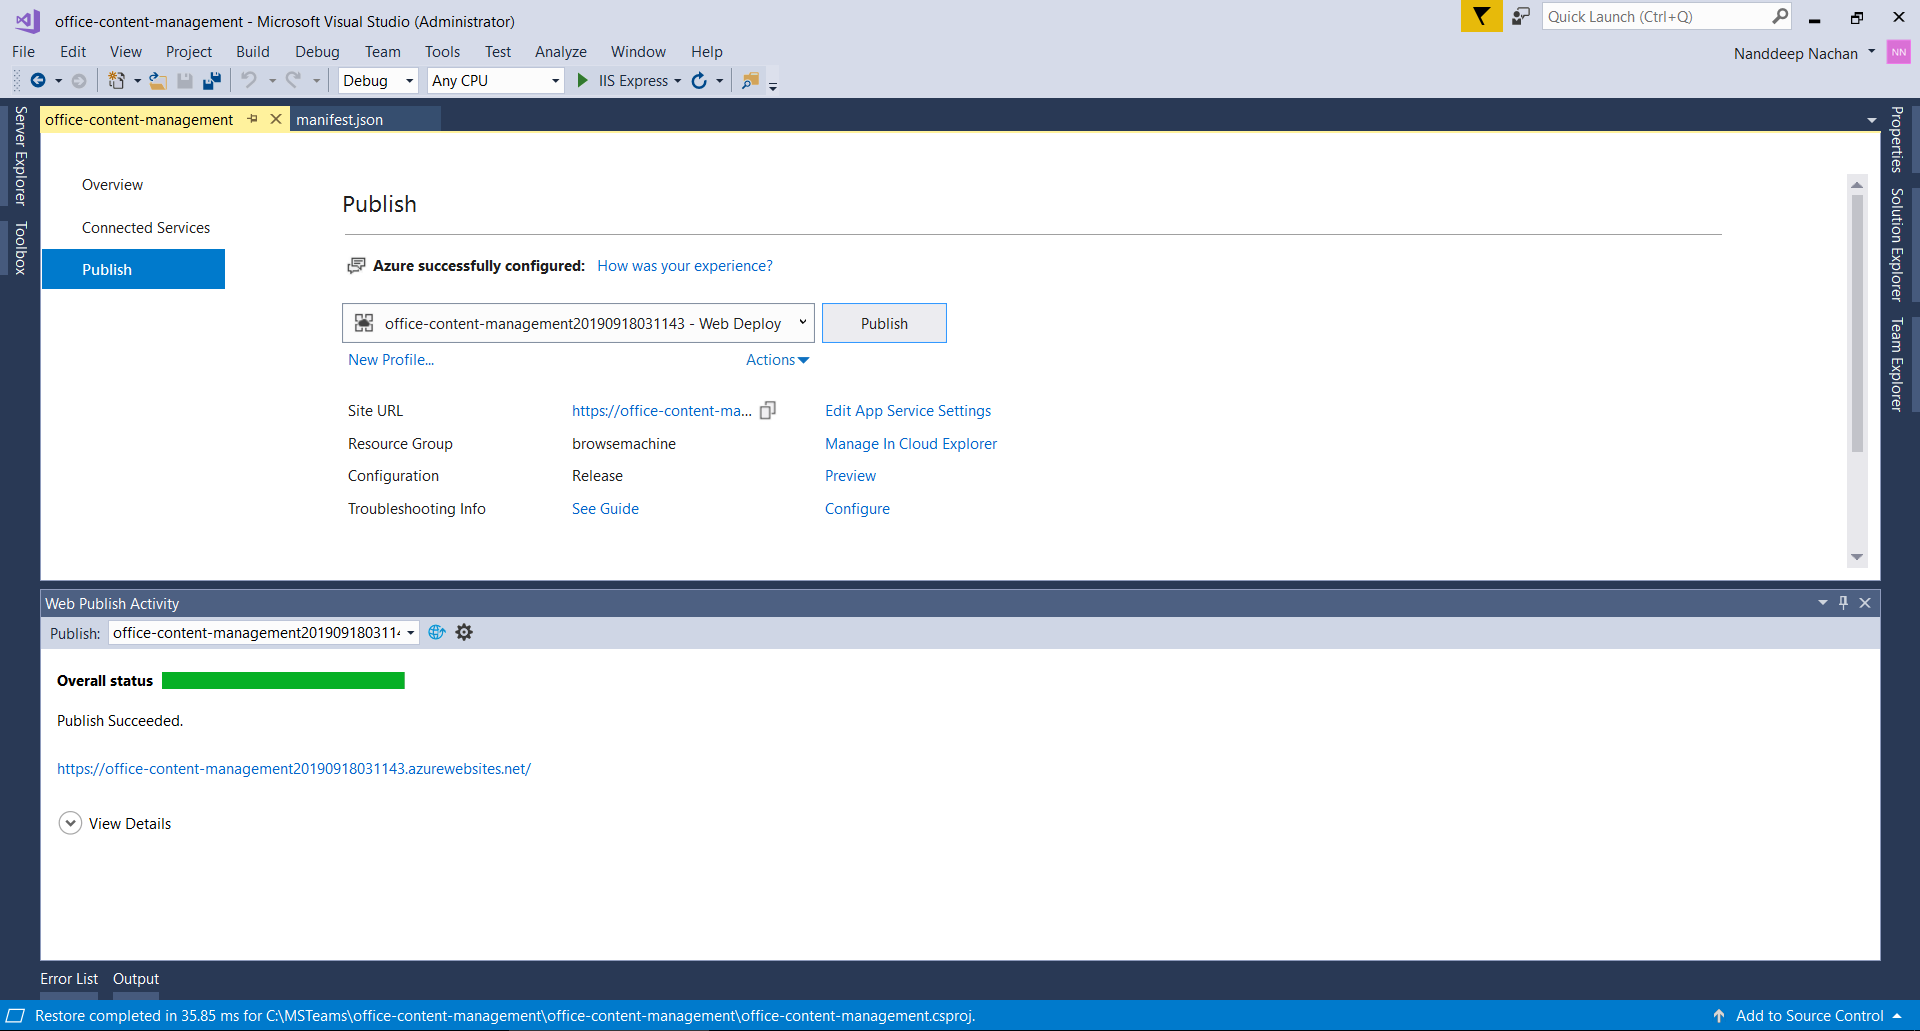 office-content-management - Microsoft Visual Studio (Administrator)
Quick Launch (Ctrl+Q)
File Edit View Project Build Debug Team Tools Test Analyze Window Help
Nanddeep Nachan NN
Debug Any CPU IIS Express
office-content-management manifest.json
Server Explorer
Toolbox
Properties
Solution Explorer
Team Explorer
Overview
Connected Services
Publish
Publish
Azure successfully configured: How was your experience?
office-content-management20190918031143 - Web Deploy Publish
New Profile... Actions
Site URL https://office-content-ma... Edit App Service Settings
Resource Group browsemachine Manage In Cloud Explorer
Configuration Release Preview
Troubleshooting Info See Guide Configure
Web Publish Activity
Publish: office-content-management2019091803114
Overall status
Publish Succeeded.
https://office-content-management20190918031143.azurewebsites.net/
View Details
Error List Output
Restore completed in 35.85 ms for C:\MSTeams\office-content-management\office-content-management\office-content-management.csproj. Add to Source Control